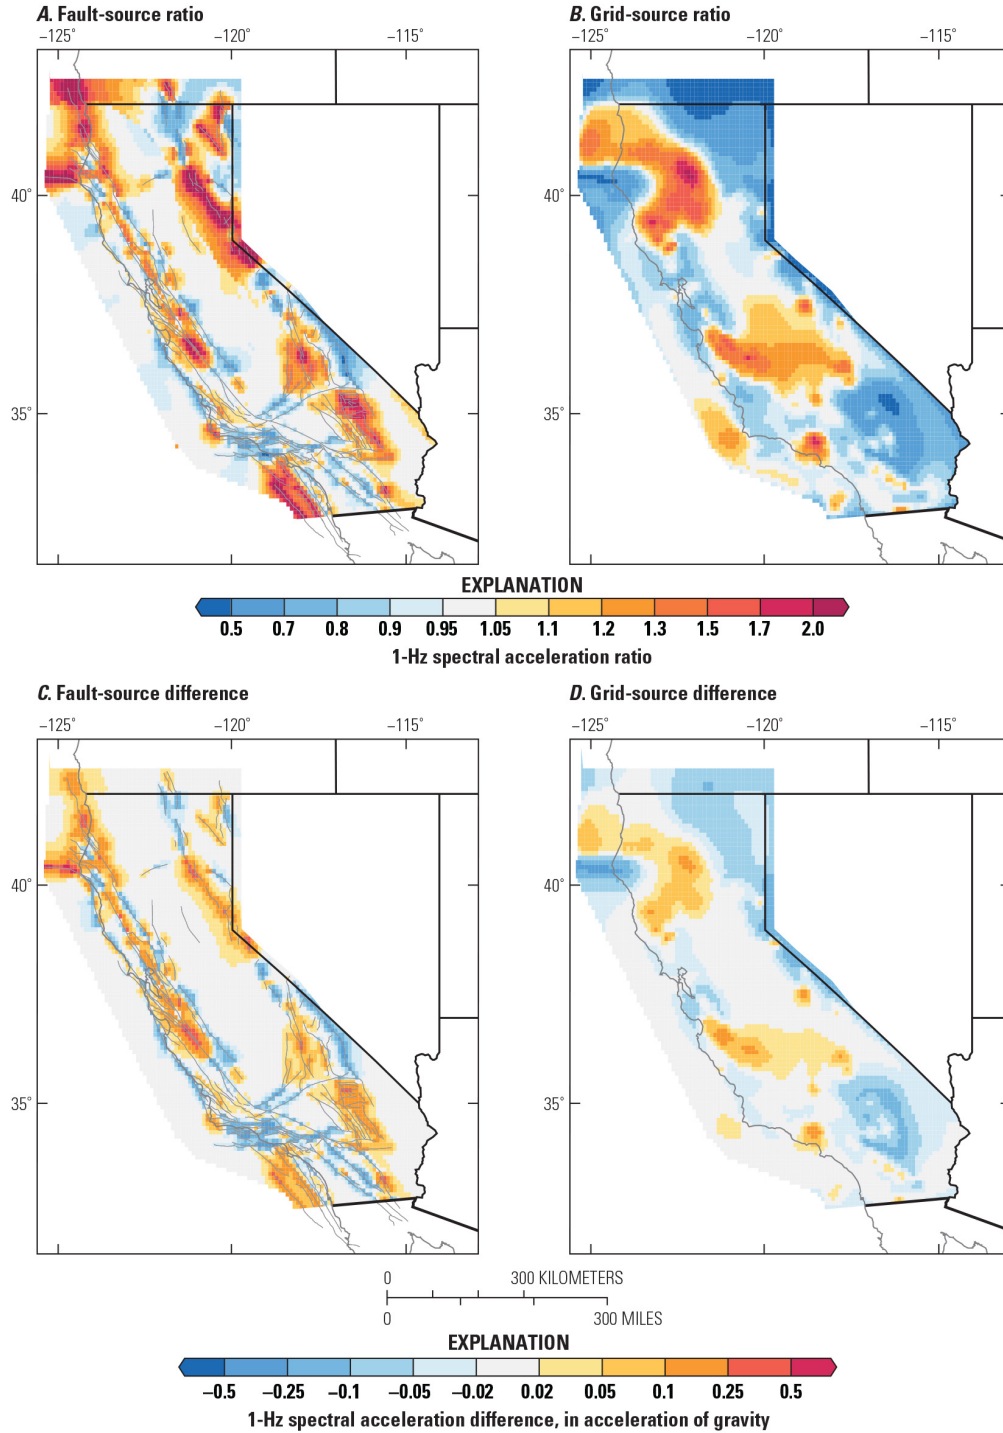 A. Fault-source ratio
B. Grid-source ratio
−125° −120° −115°
−125° −120° −115°
40°
40°
35°
35°
EXPLANATION
0.5 0.7 0.8 0.9 0.95 1.05 1.1 1.2 1.3 1.5 1.7 2.0
1-Hz spectral acceleration ratio
C. Fault-source difference
D. Grid-source difference
−125° −120° −115°
−125° −120° −115°
40°
40°
35°
35°
0 300 KILOMETERS
0 300 MILES
EXPLANATION
−0.5 −0.25 −0.1 −0.05 −0.02 0.02 0.05 0.1 0.25 0.5
1-Hz spectral acceleration difference, in acceleration of gravity